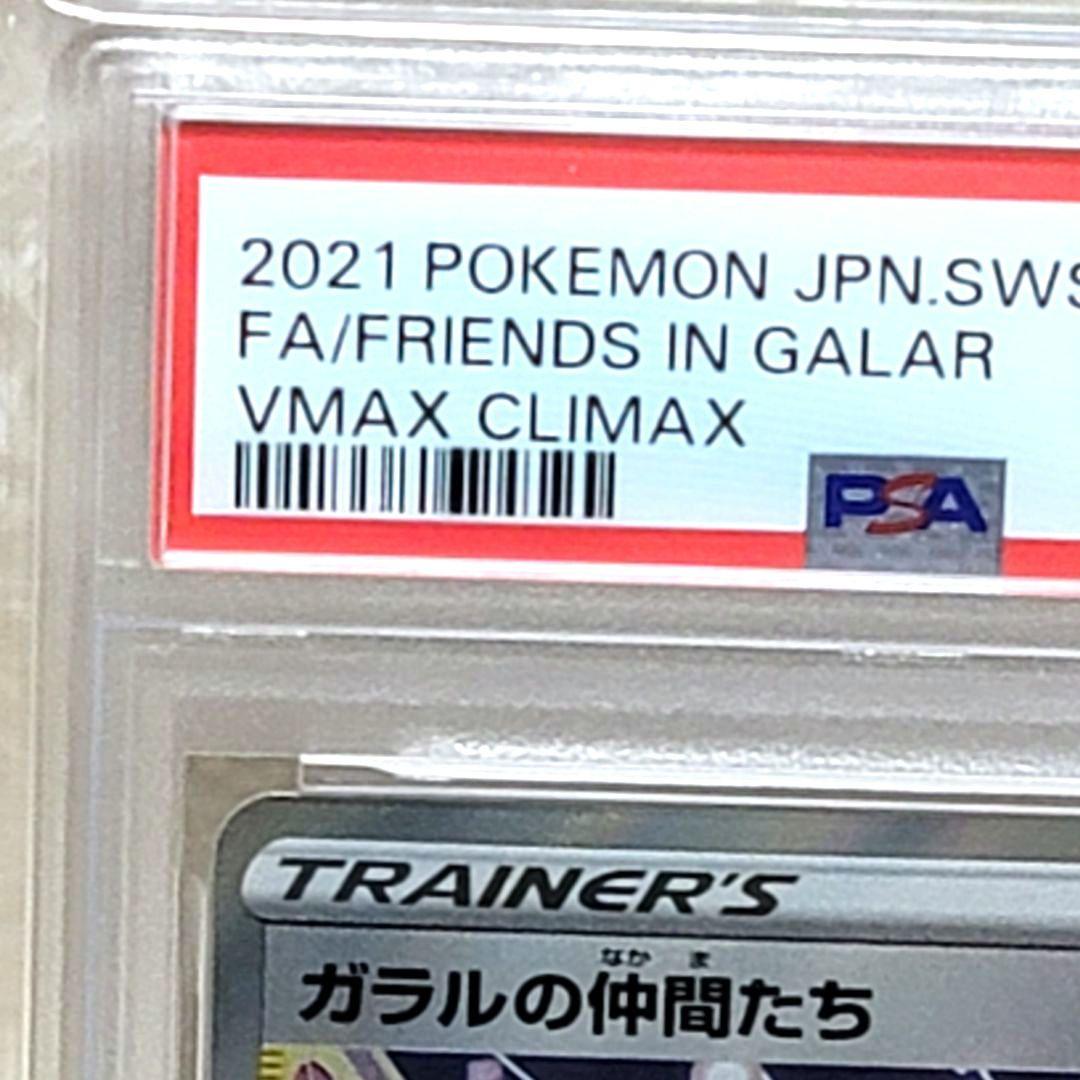 2021 POKEMON JPN.SWS
FA/FRIENDS IN GALAR
VMAX CLIMAX
PSA
TRAINER'S
なかま
ガラルの仲間たち